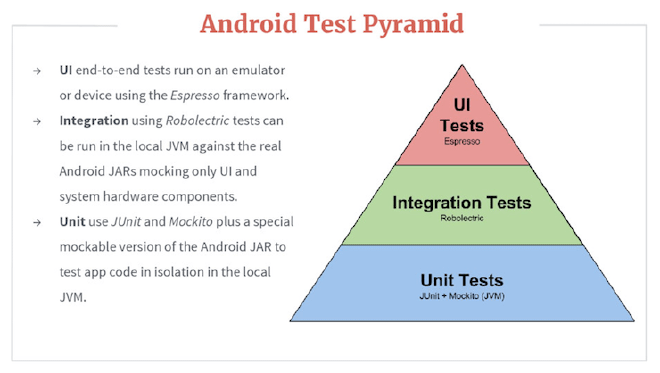 Android Test Pyramid
→ UI end-to-end tests run on an emulator
or device using the Espresso framework.
→ Integration using Robolectric tests can
be run in the local JVM against the real
Android JARs mocking only UI and
system hardware components.
→ Unit use JUnit and Mockito plus a special
mockable version of the Android JAR to
test app code in isolation in the local
JVM.
UI
Tests
Espresso
Integration Tests
Robolectric
Unit Tests
JUnit + Mockito (JVM)